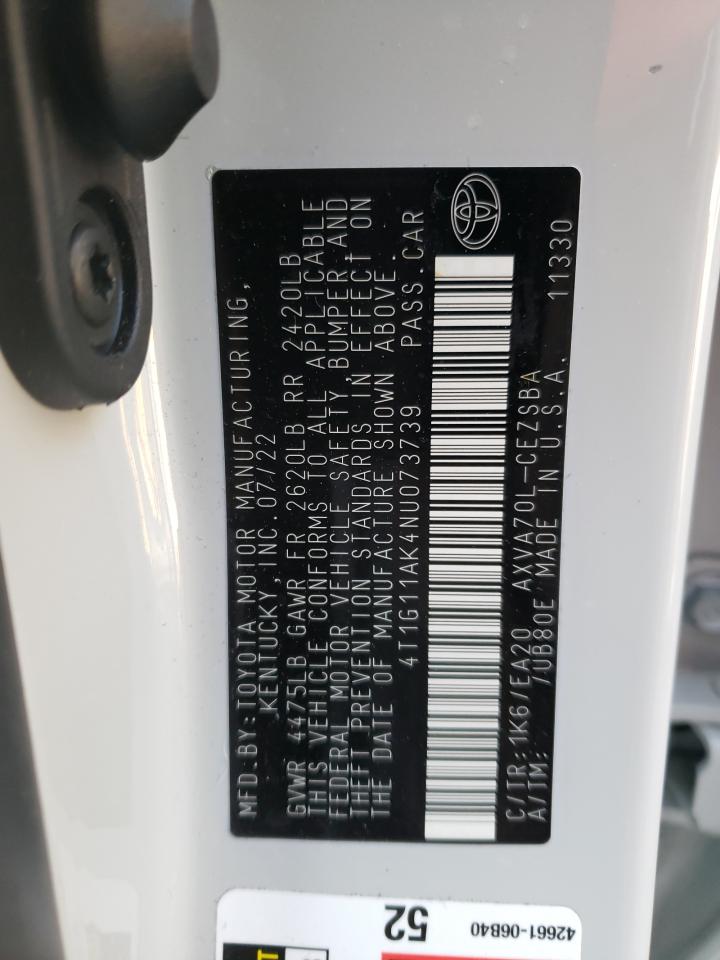 MFD.BY:TOYOTA MOTOR MANUFACTURING,
KENTUCKY, INC. 07/22
GVWR 4475LB GAWR FR 2620LB RR 2420LB
THIS VEHICLE CONFORMS TO ALL APPLICABLE
FEDERAL MOTOR VEHICLE SAFETY, BUMPER,AND
THEFT PREVENTION STANDARDS IN EFFECT ON
THE DATE OF MANUFACTURE SHOWN ABOVE.
4T1G11AK4NU073739 PASS.CAR
C/TR:1K6/EA20 AXVA70L-CEZSBA
A/TM: /UB80E MADE IN U.S.A. 11330
52
42661-06B40